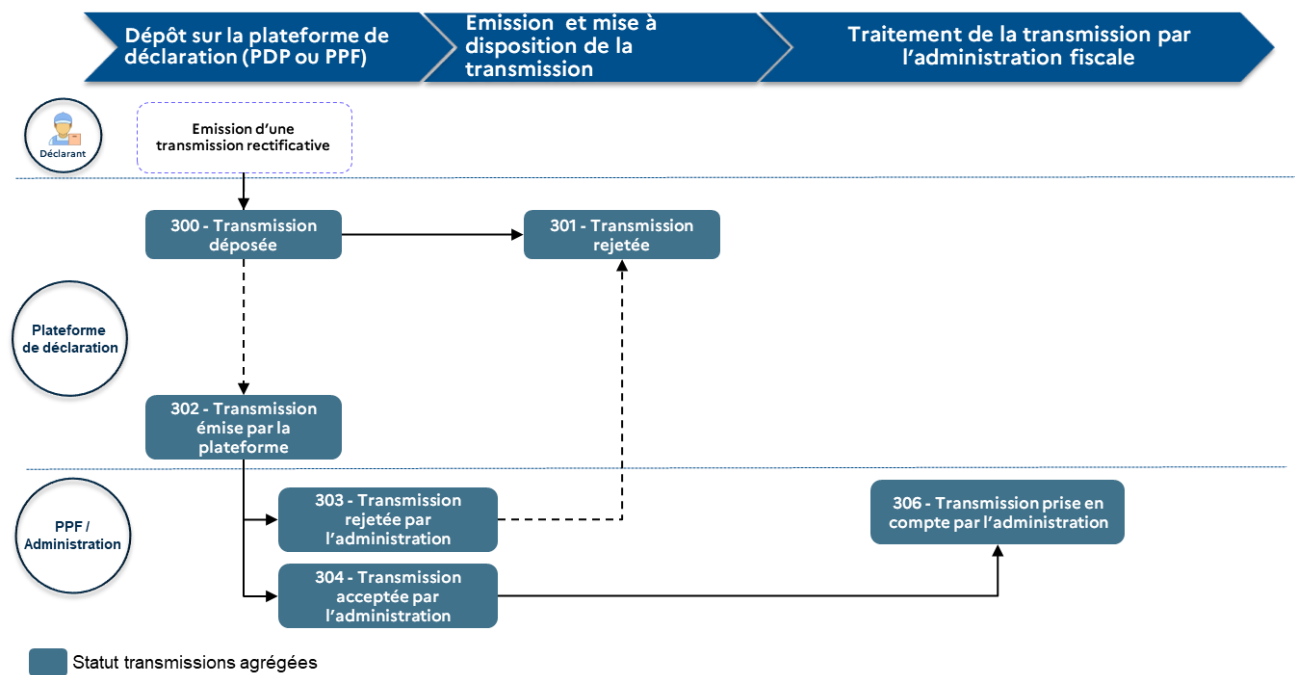 Dépôt sur la plateforme de
déclaration (PDP ou PPF)
Emission et mise à
disposition de la
transmission
Traitement de la transmission par
l'administration fiscale
Déclarant
Emission d'une
transmission rectificative
300 - Transmission
déposée
301 - Transmission
rejetée
Plateforme
de déclaration
302 - Transmission
émise par la
plateforme
PPF /
Administration
303 - Transmission
rejetée par
l'administration
306 - Transmission prise en
compte par l'administration
304 - Transmission
acceptée par
l'administration
Statut transmissions agrégées